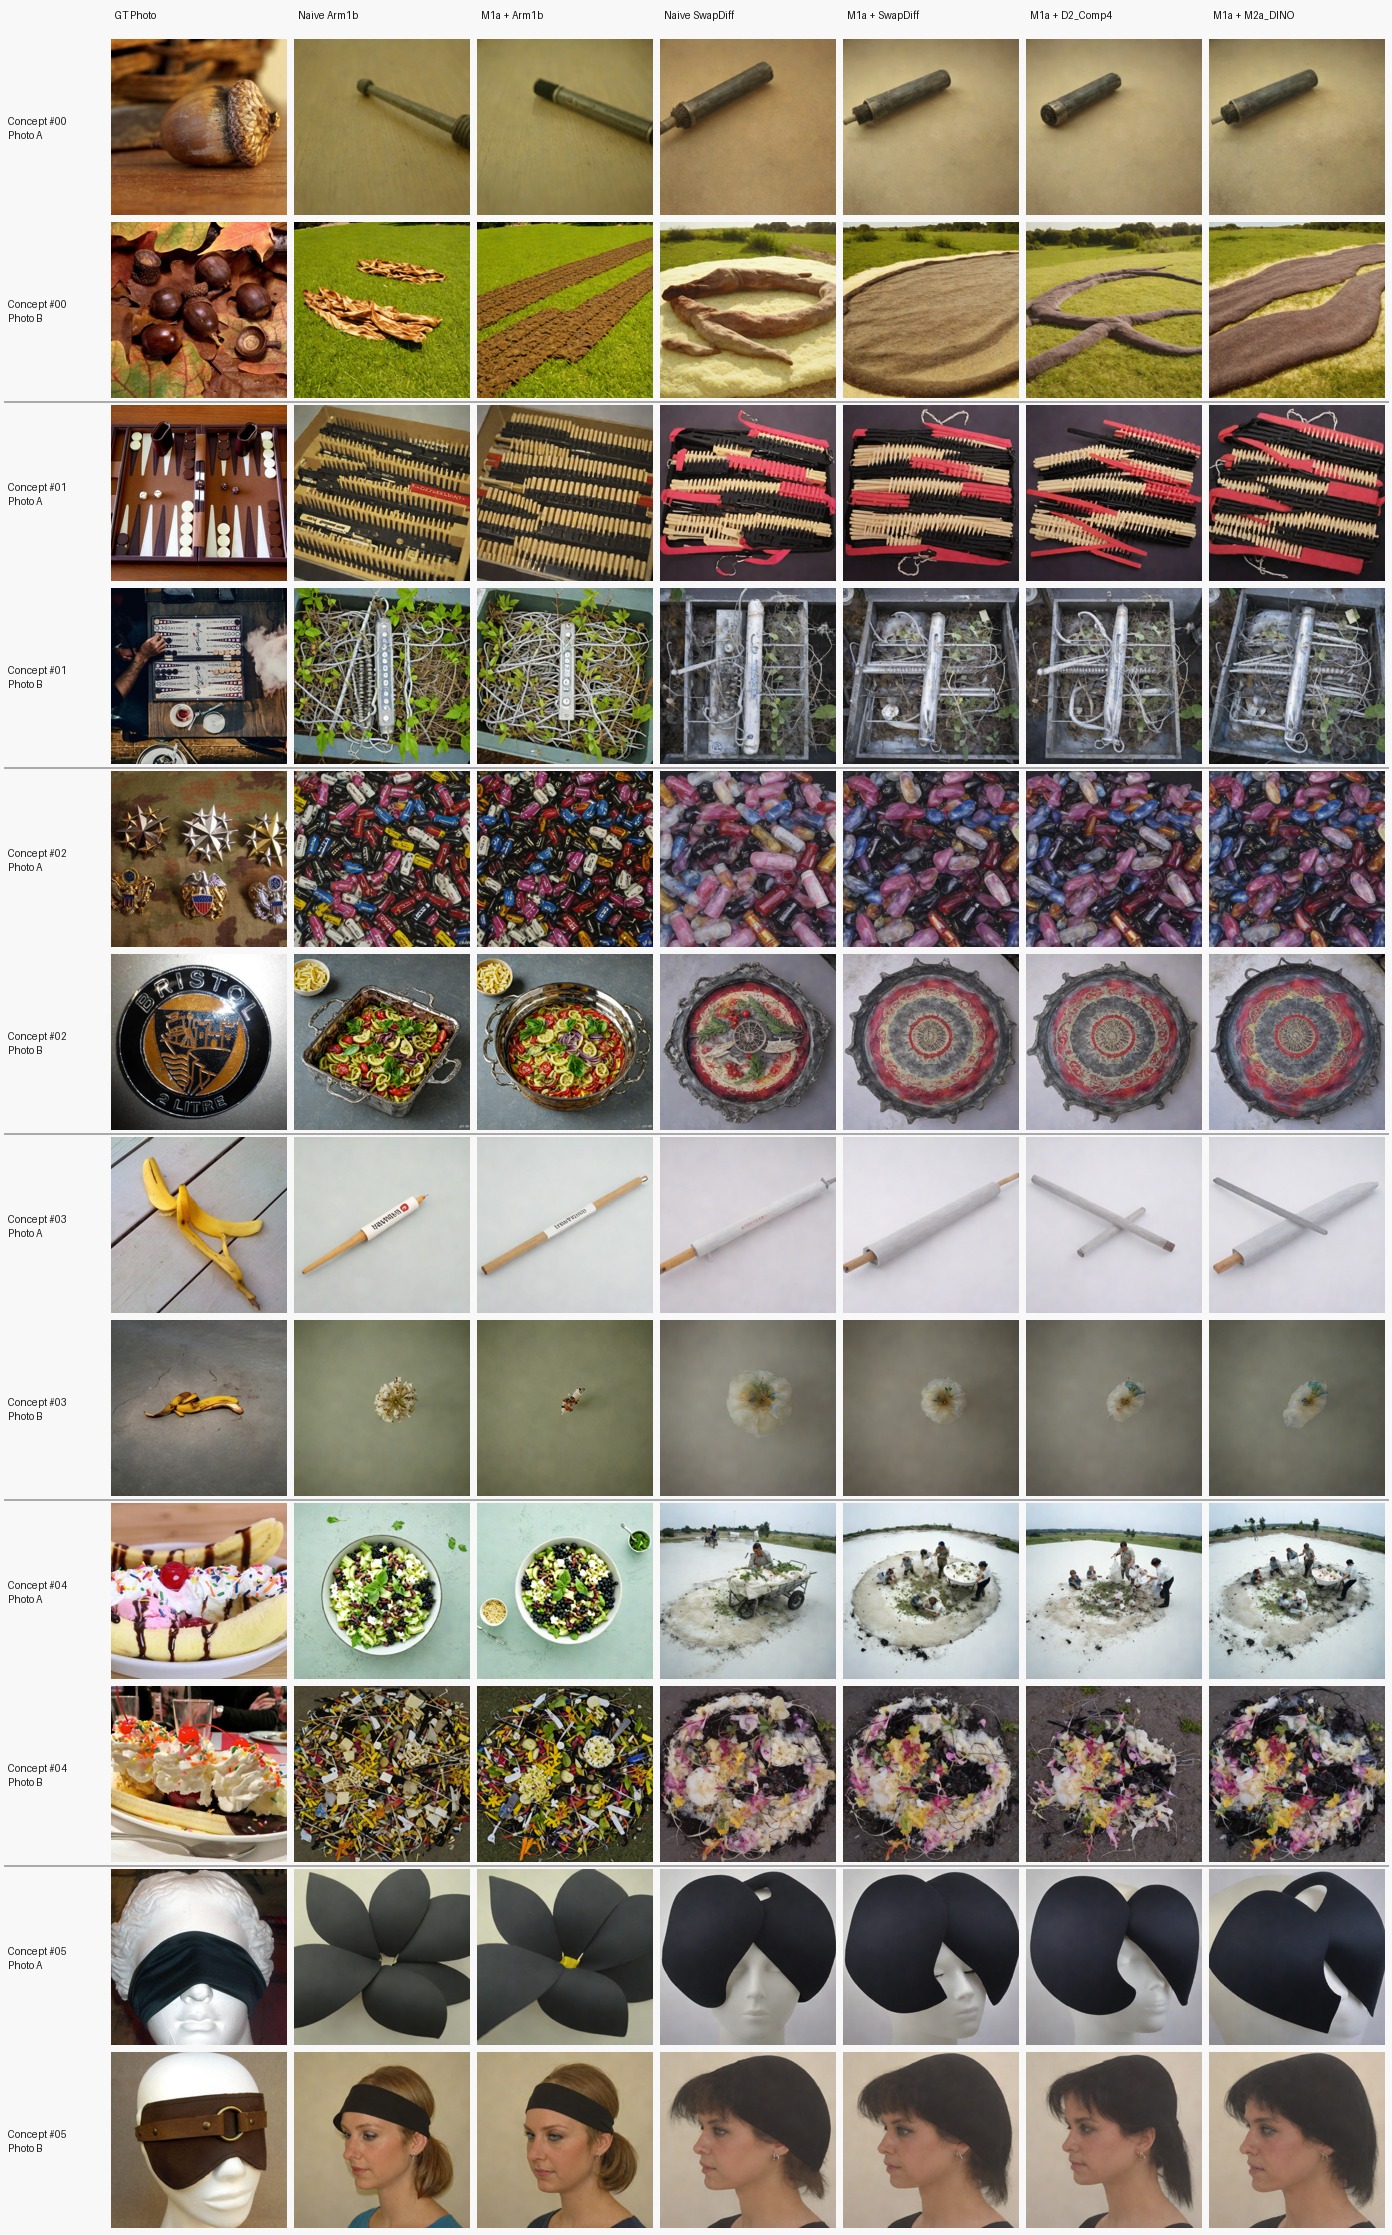 GT Photo
Naive Arm1b
M1a + Arm1b
Naive SwapDiff
M1a + SwapDiff
M1a + D2_Comp4
M1a + M2a_DINO
Concept #00
Photo A
Concept #00
Photo B
Concept #01
Photo A
Concept #01
Photo B
Concept #02
Photo A
Concept #02
Photo B
BRISTOL
2 LITRE
Concept #03
Photo A
Concept #03
Photo B
Concept #04
Photo A
Concept #04
Photo B
Concept #05
Photo A
Concept #05
Photo B